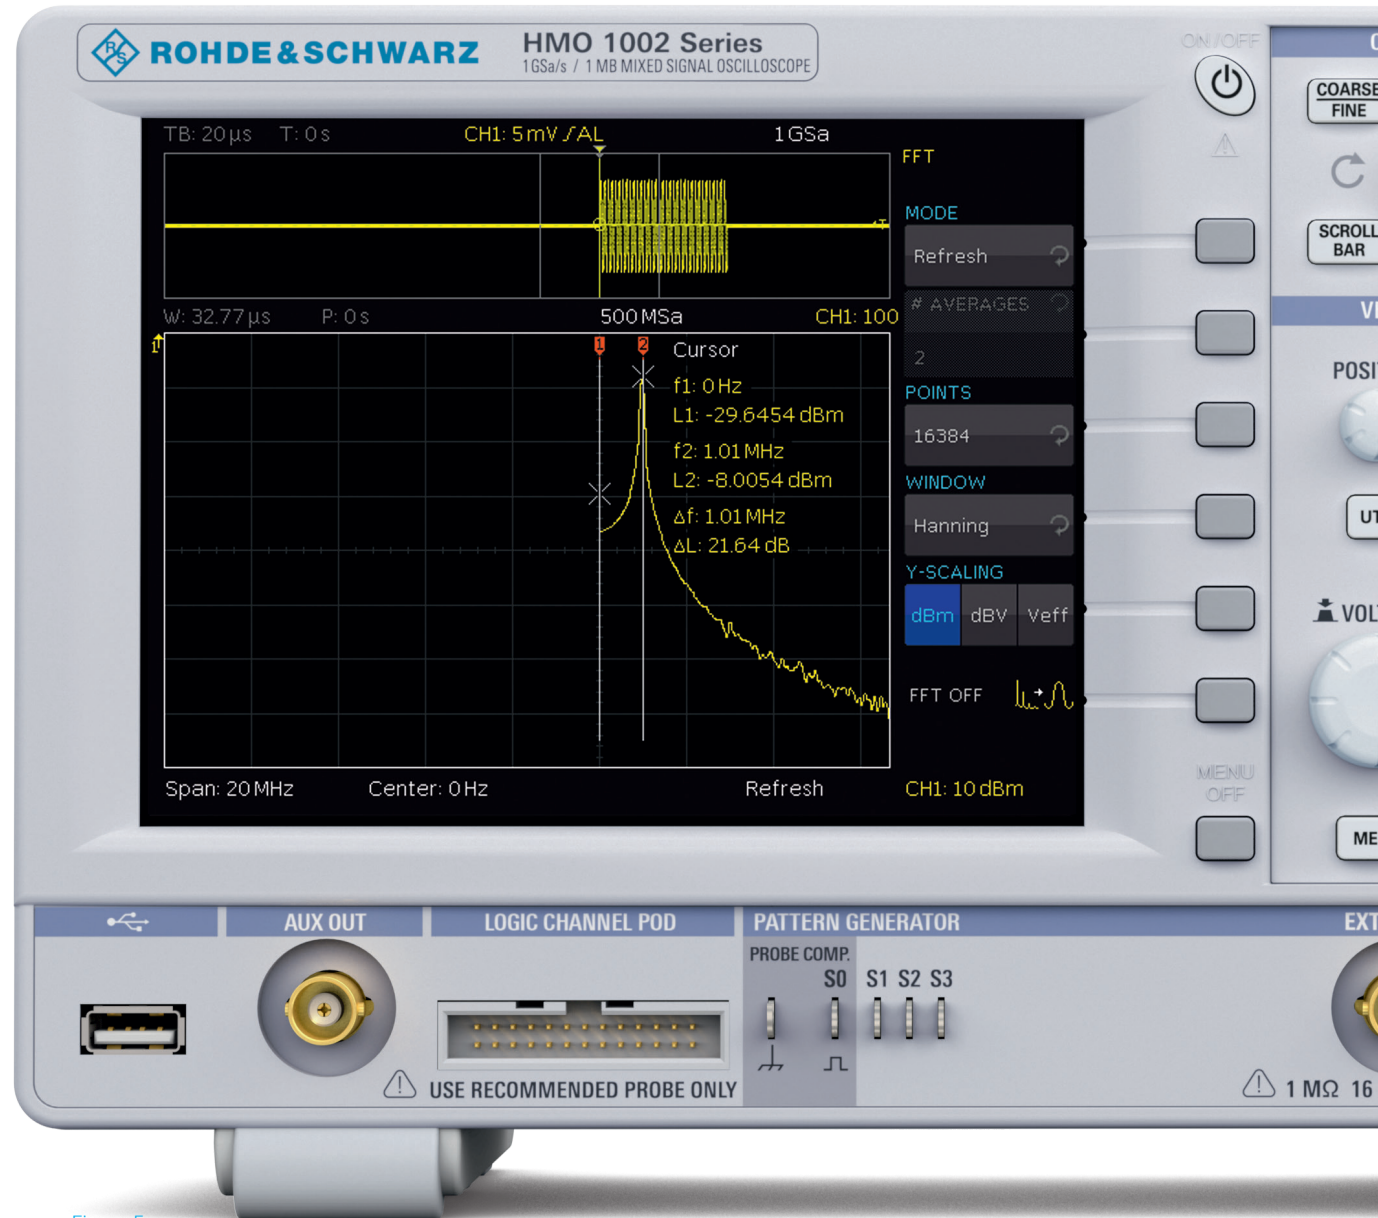 ROHDE & SCHWARZ
HMO 1002 Series
1 GSa/s / 1 MB MIXED SIGNAL OSCILLOSCOPE
ON/OFF
COARSE
FINE
SCROLL
BAR
TB: 20 µs T: 0 s CH1: 5 mV AL 1 GSa
W: 32.77 µs P: 0 s 500 MSa CH1: 100
1 2
Cursor
f1: 0 Hz
L1: -29.6454 dBm
f2: 1.01 MHz
L2: -8.0054 dBm
Δf: 1.01 MHz
ΔL: 21.64 dB
Span: 20 MHz Center: 0 Hz Refresh
FFT
MODE
Refresh
# AVERAGES
2
POINTS
16384
WINDOW
Hanning
Y-SCALING
dBm dBV Veff
FFT OFF
CH1: 10 dBm
MENU
OFF
AUX OUT
LOGIC CHANNEL POD
PATTERN GENERATOR
PROBE COMP.
S0 S1 S2 S3
USE RECOMMENDED PROBE ONLY
1 MΩ 16